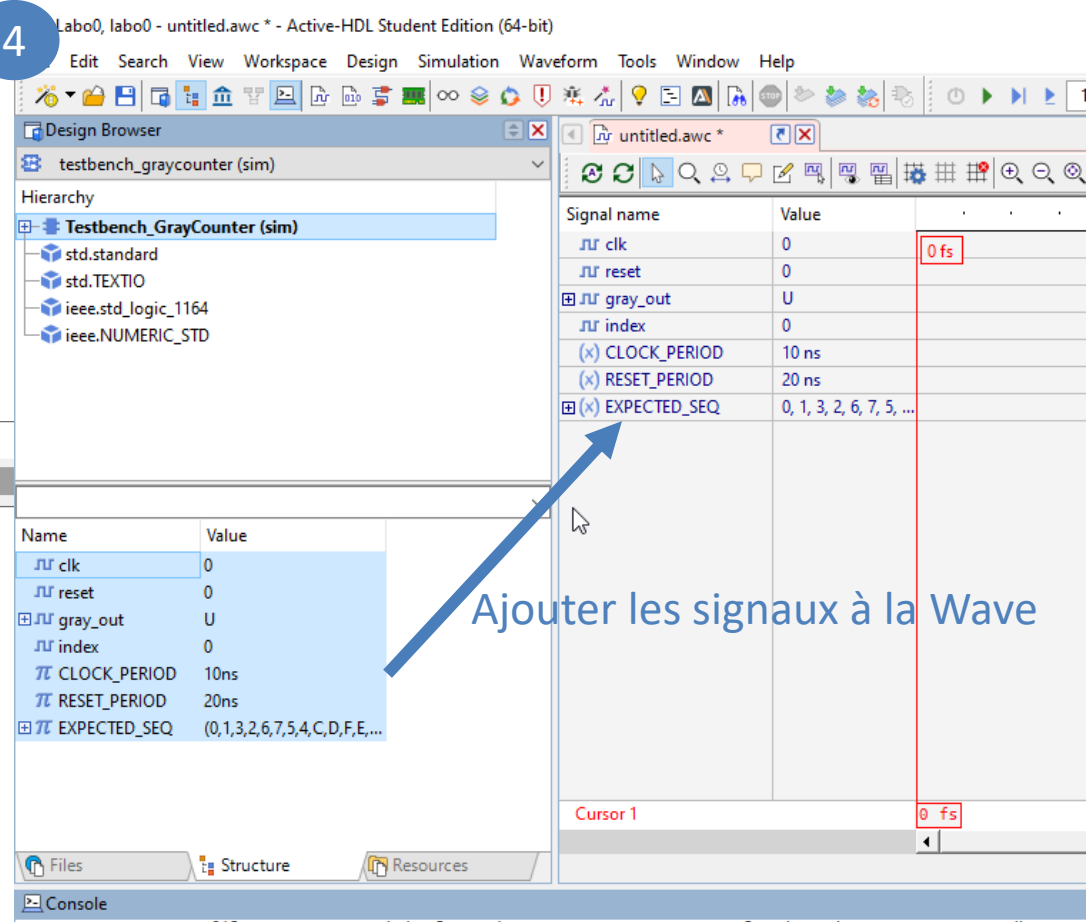 4
Labo0, labo0 - untitled.awc * - Active-HDL Student Edition (64-bit)
Edit Search View Workspace Design Simulation Waveform Tools Window Help
Design Browser
untitled.awc *
testbench_graycounter (sim)
Hierarchy
Testbench_GrayCounter (sim)
std.standard
std.TEXTIO
ieee.std_logic_1164
ieee.NUMERIC_STD
Signal name Value
clk 0
0 fs
reset 0
gray_out U
index 0
CLOCK_PERIOD 10 ns
RESET_PERIOD 20 ns
EXPECTED_SEQ 0, 1, 3, 2, 6, 7, 5, ...
Name Value
clk 0
reset 0
gray_out U
index 0
CLOCK_PERIOD 10ns
RESET_PERIOD 20ns
EXPECTED_SEQ (0,1,3,2,6,7,5,4,C,D,F,E,...
Ajouter les signaux à la Wave
Cursor 1 0 fs
Files Structure Resources
Console